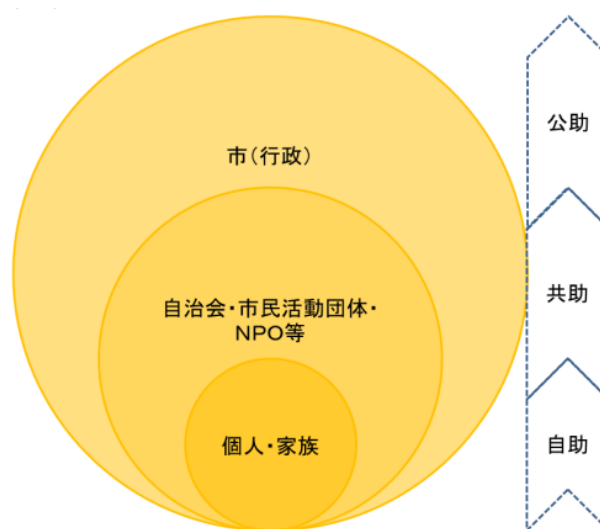 市（行政）
公助
自治会・市民活動団体・
NPO等
共助
個人・家族
自助